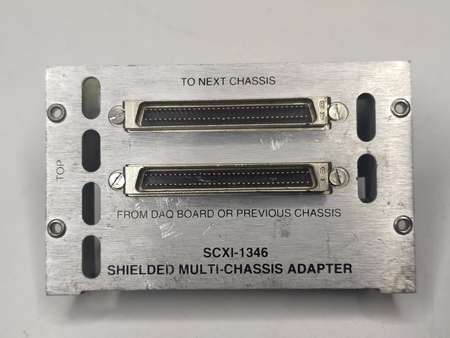 TO NEXT CHASSIS
TOP
FROM DAQ BOARD OR PREVIOUS CHASSIS
SCXI-1346
SHIELDED MULTI-CHASSIS ADAPTER